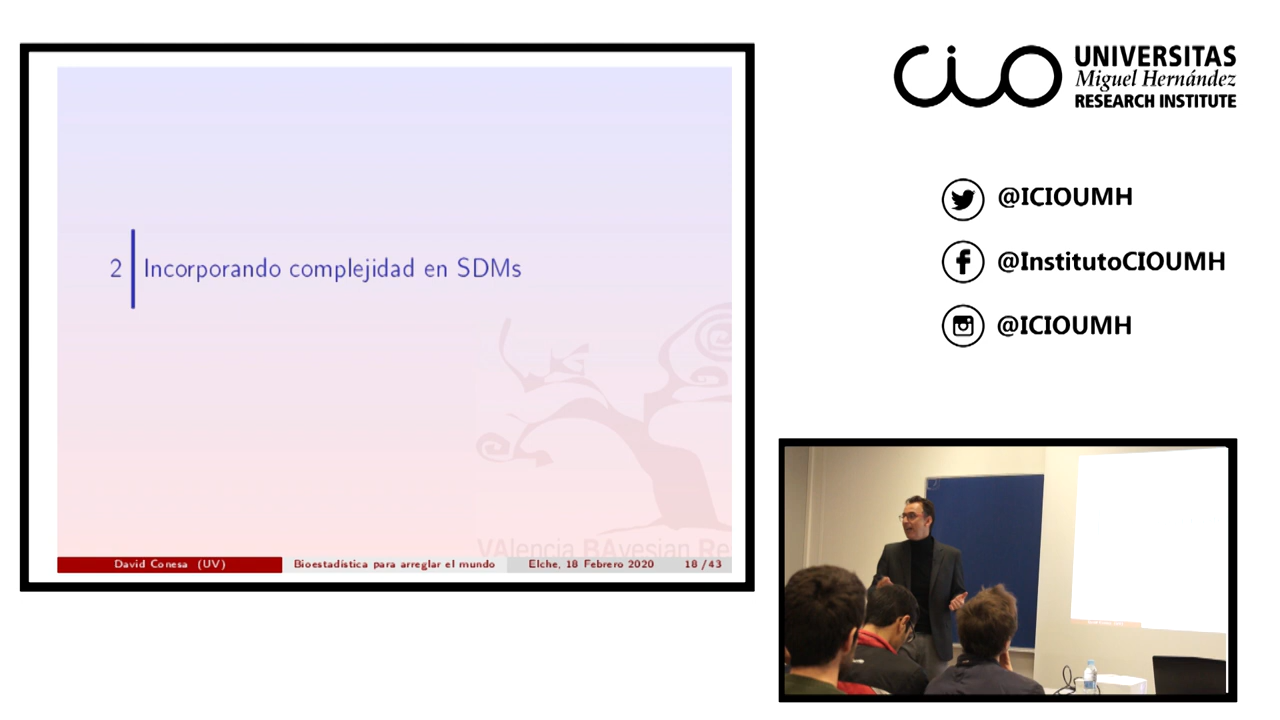 2 Incorporando complejidad en SDMs
VAlencia BAyesian Re
David Conesa (UV) Bioestadística para arreglar el mundo Elche, 18 Febrero 2020 18 / 43
cio UNIVERSITAS
Miguel Hernández
RESEARCH INSTITUTE
@ICIOUMH
@InstitutoCIOUMH
@ICIOUMH